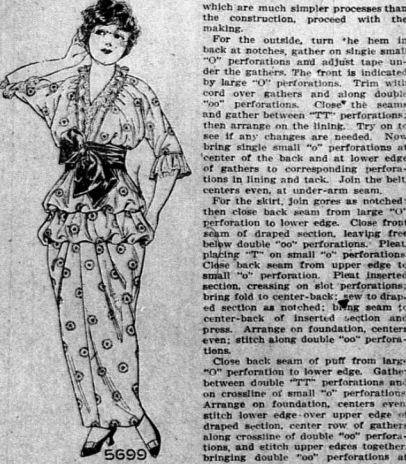 which are much simpler processes than
the construction, proceed with the
making.
For the outside, turn the hem in
back at notches, gather on single small
"O" perforations and adjust tape un-
der the gathers. The front is indicated
by large "O" perforations. Trim with
cord over gathers and along double
"oo" perforations. Close the seams
and gather between "TT" perforations;
then arrange on the lining. Try on to
see if any changes are needed. Now
bring single small "o" perforations at
center of the back and at lower edge
of gathers to corresponding perfora-
tions in lining and tack. Join the belt
centers even, at under-arm seam.
For the skirt, join gores as notched;
then close back seam from large "O"
perforation to lower edge. Close front
seam of draped section, leaving free
below double "oo" perforations. Pleat
placing "T" on small "o" perforations
Close back seam from upper edge to
small "o" perforation. Pleat inserted
section, creasing on slot perforations;
bring fold to center-back; sew to drap-
ed section as notched; bring seam to
center-back of inserted section and
press. Arrange on foundation, centers
even; stitch along double "oo" perfora-
tions.
Close back seam of puff from large
"O" perforation to lower edge. Gather
between double "TT" perforations and
on crossline of small "o" perforations
Arrange on foundation, centers even
stitch lower edge over upper edge of
draped section, center row of gathers
along crossline of double "oo" perfora-
tions, and stitch upper edges together
bringing double "oo" perforations at
5699